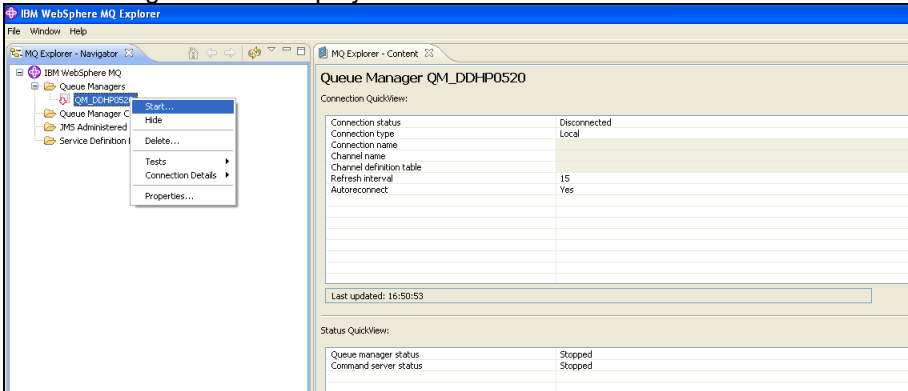 IBM WebSphere MQ Explorer
File Window Help
MQ Explorer - Navigator
IBM WebSphere MQ
Queue Managers
QM_DDHP0520
Queue Manager C
JMS Administered
Service Definition
Start...
Hide
Delete...
Tests
Connection Details
Properties...
MQ Explorer - Content
Queue Manager QM_DDHP0520
Connection QuickView:
Connection status Disconnected
Connection type Local
Connection name
Channel name
Channel definition table
Refresh interval 15
Autoreconnect Yes
Last updated: 16:50:53
Status QuickView:
Queue manager status Stopped
Command server status Stopped